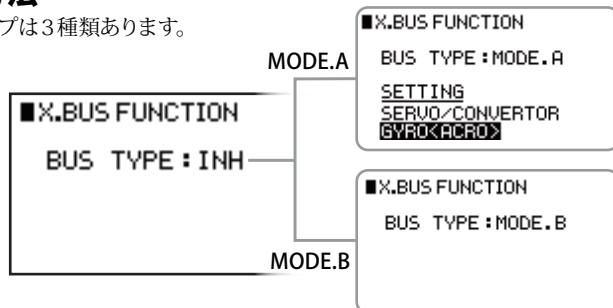 法
プは３種類あります。
MODE.A
■X.BUS FUNCTION
BUS TYPE:INH
■X.BUS FUNCTION
BUS TYPE:MODE.A
SETTING
SERVO/CONVERTOR
GYRO<ACRO>
MODE.B
■X.BUS FUNCTION
BUS TYPE:MODE.B